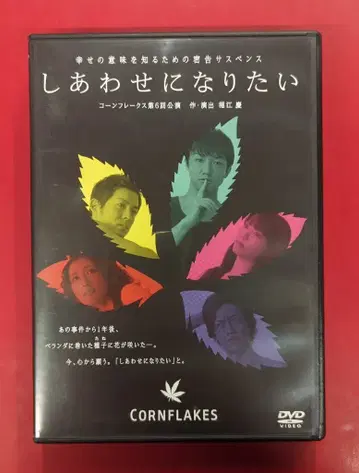 幸せの意味を知るための密告サスペンス
しあわせになりたい
コーンフレークス第6回公演 作・演出 堀江 慶
あの事件から1年後、
たね
ベランダに巻いた種子に花が咲いた―。
今、心から願う。「しあわせになりたい」と。
CORNFLAKES
DVD
VIDEO